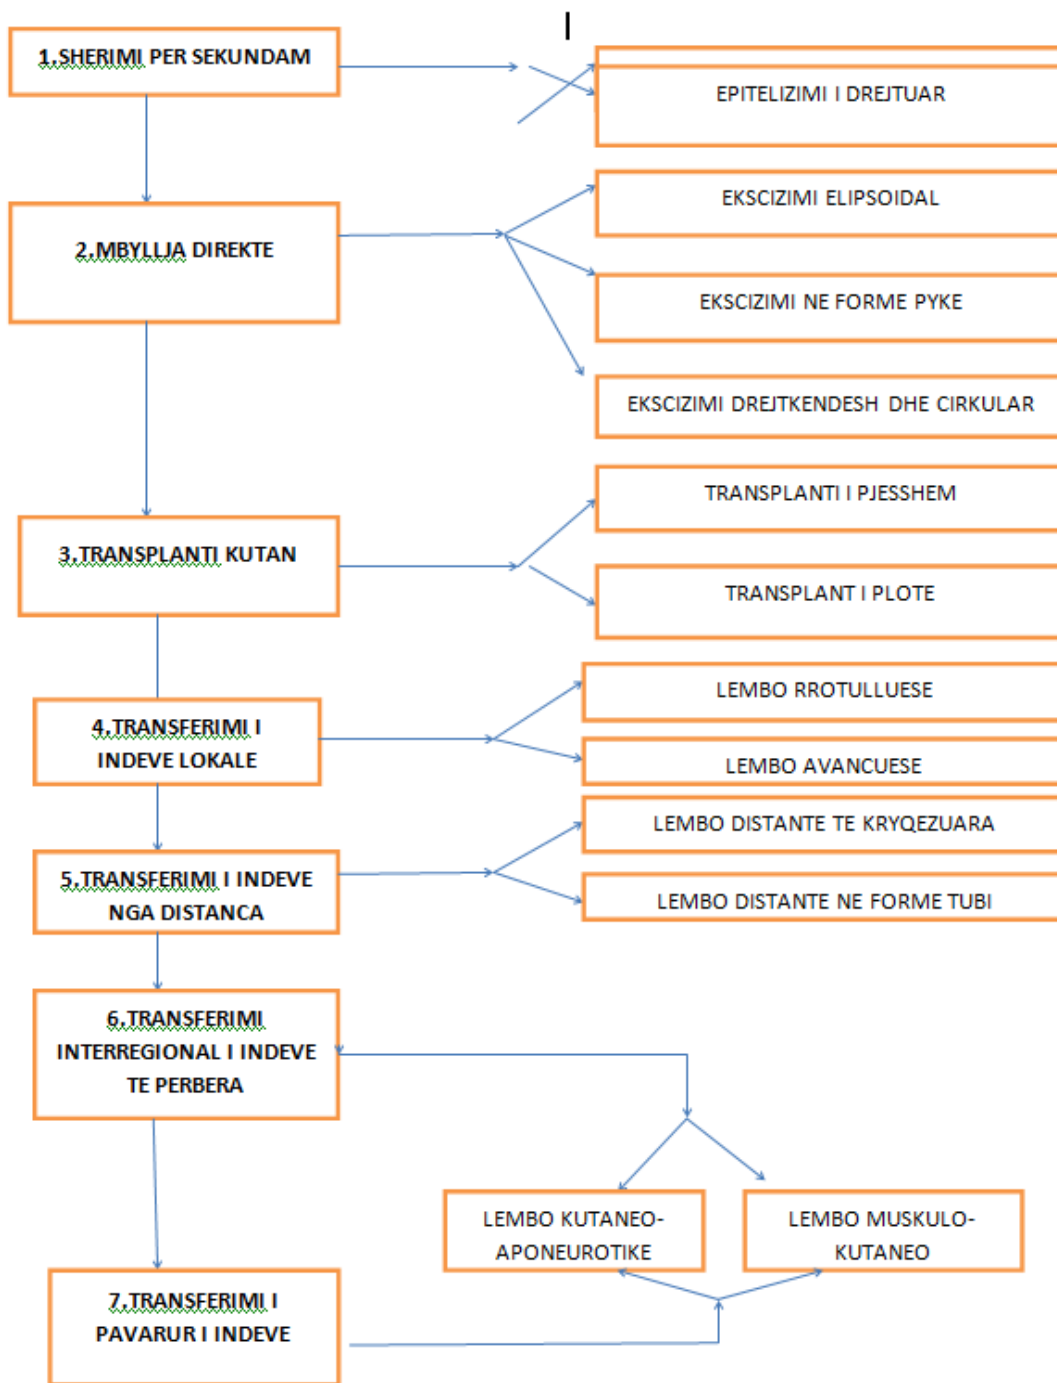 1.SHERIMI PER SEKUNDAM
EPITELIZIMI I DREJTUAR
2.MBYLLJA DIREKTE
EKSCIZIMI ELIPSOIDAL
EKSCIZIMI NE FORME PYKE
EKSCIZIMI DREJTKENDESH DHE CIRKULAR
3.TRANSPLANTI KUTAN
TRANSPLANTI I PJESSHEM
TRANSPLANT I PLOTE
4.TRANSFERIMI I
INDEVE LOKALE
LEMBO RROTULLUESE
LEMBO AVANCUESE
5.TRANSFERIMI I INDEVE
NGA DISTANCA
LEMBO DISTANTE TE KRYQEZUARA
LEMBO DISTANTE NE FORME TUBI
6.TRANSFERIMI
INTERREGIONAL I INDEVE
TE PERBERA
LEMBO KUTANEO-
APONEUROTIKE
LEMBO MUSKULO-
KUTANEO
7.TRANSFERIMI I
PAVARUR I INDEVE